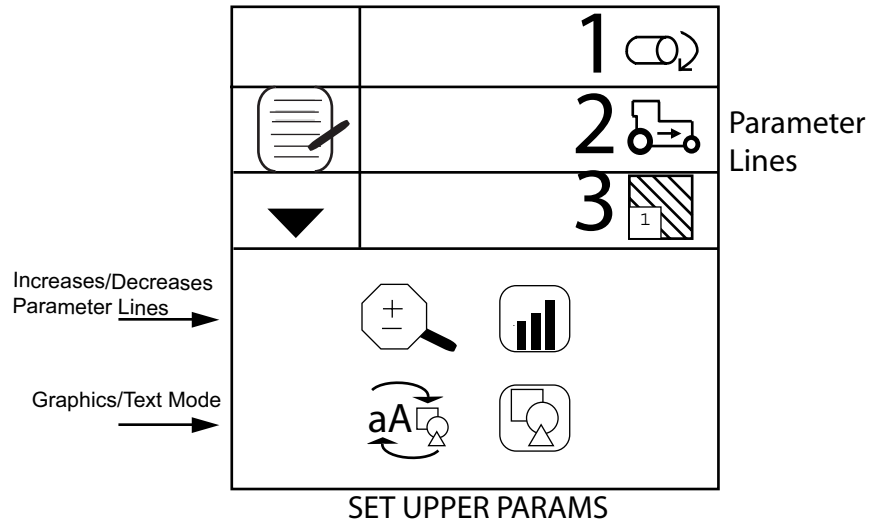 1
2
Parameter
Lines
3
1
Increases/Decreases
Parameter Lines
+
−
Graphics/Text Mode
aA
SET UPPER PARAMS